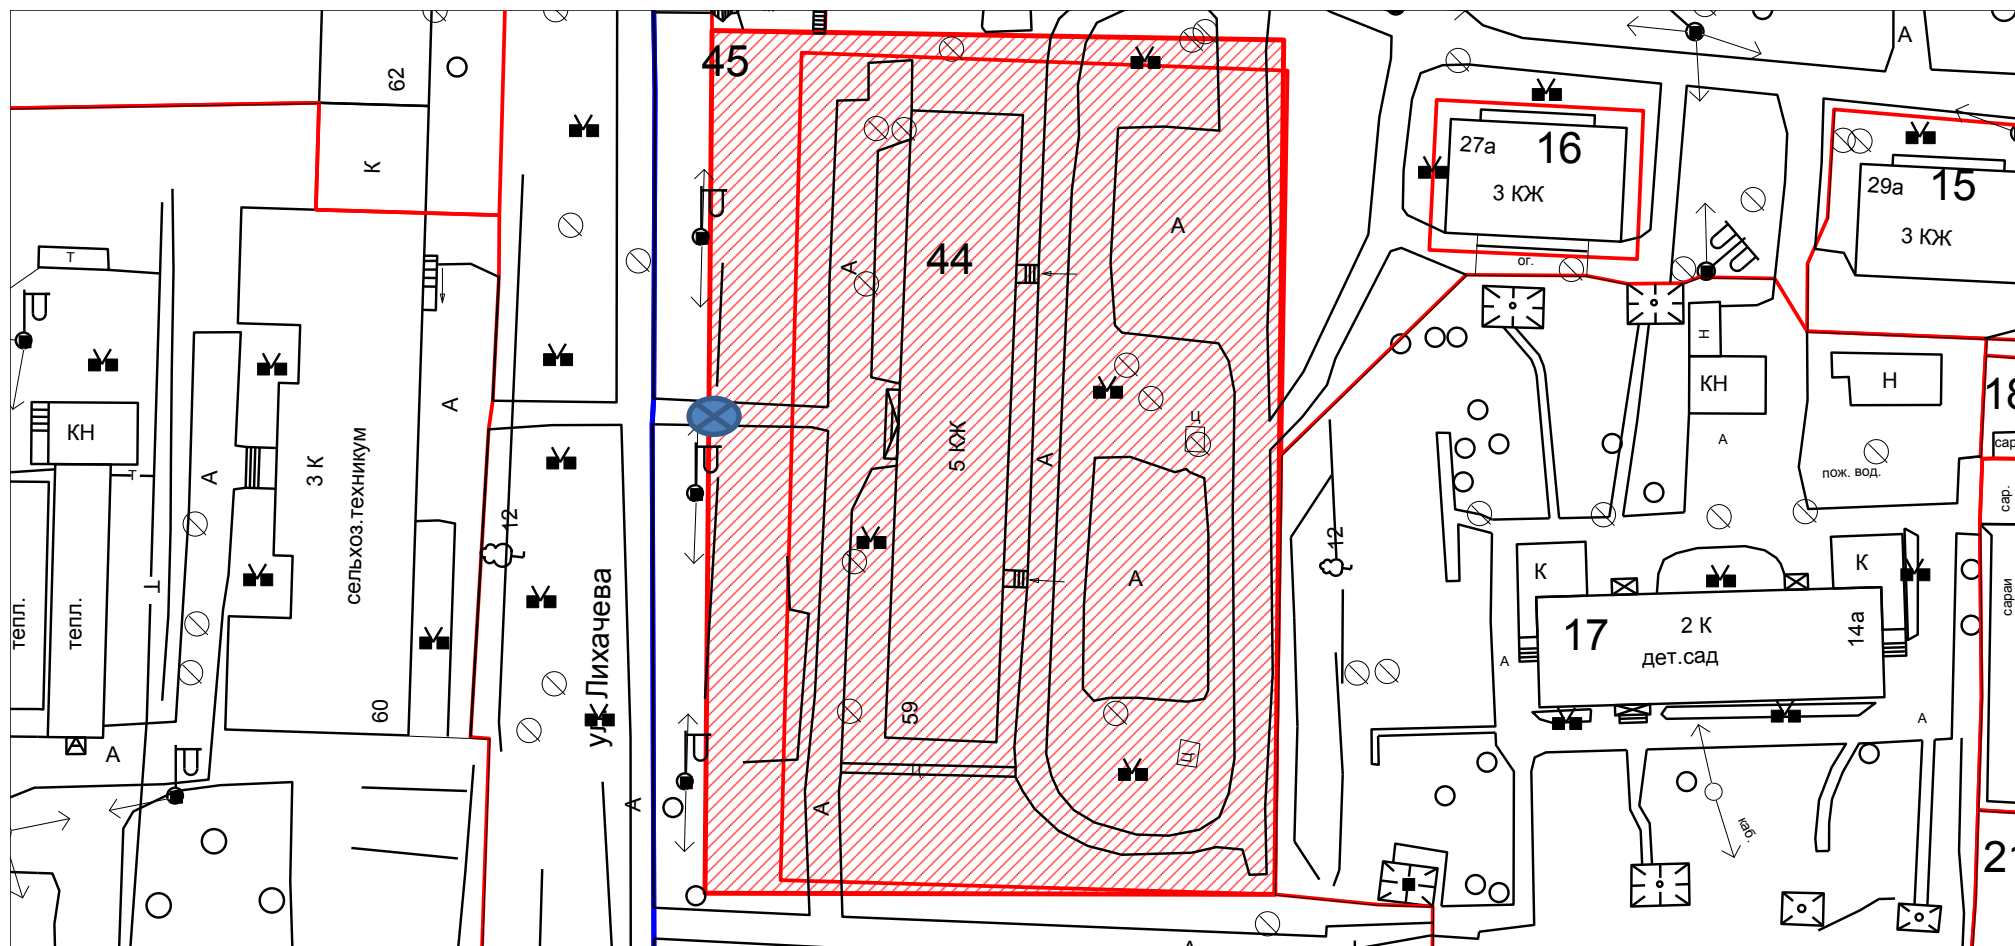 45
62
К
А
27а
16
3 КЖ
ог.
29а
15
3 КЖ
Т
44
А
А
А
5 КЖ
59
А
А
Ц
Ц
А
КН
А
Т
Т
3 К
сельхоз.техникум
60
А
12
тепл.
тепл.
А
ул Лихачева
А
Н
КН
А
Н
пож. вод.
18
сар
сар.
сараи
12
К
К
17
2 К
дет.сад
14а
А
А
каб.
21
А